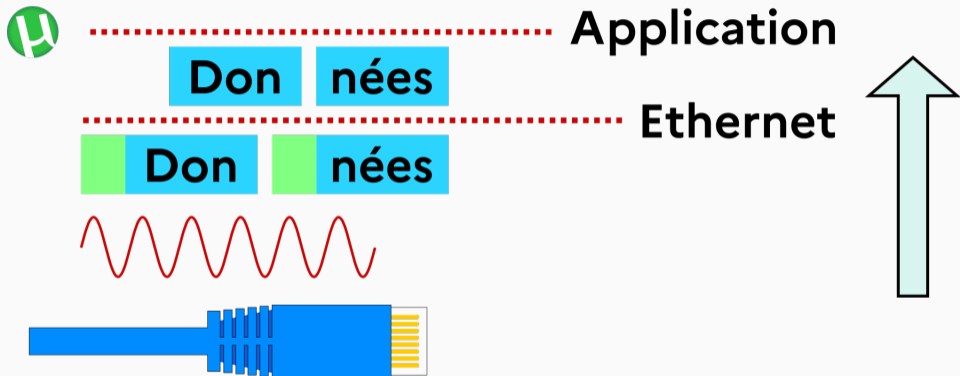 µ
Application
Don nées
Ethernet
Don nées